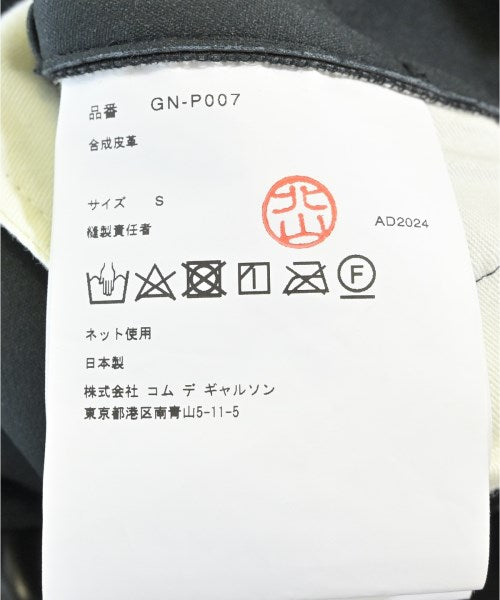 品番 GN-P007
合成皮革
サイズ S
縫製責任者
北山
AD2024
F
ネット使用
日本製
株式会社 コム デ ギャルソン
東京都港区南青山5-11-5